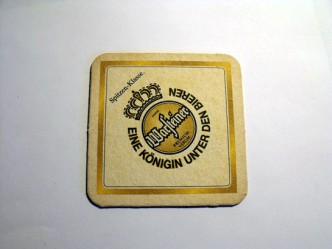 Spitzen-Klasse.
Warsteiner
EINE KÖNIGIN UNTER DEN BIEREN